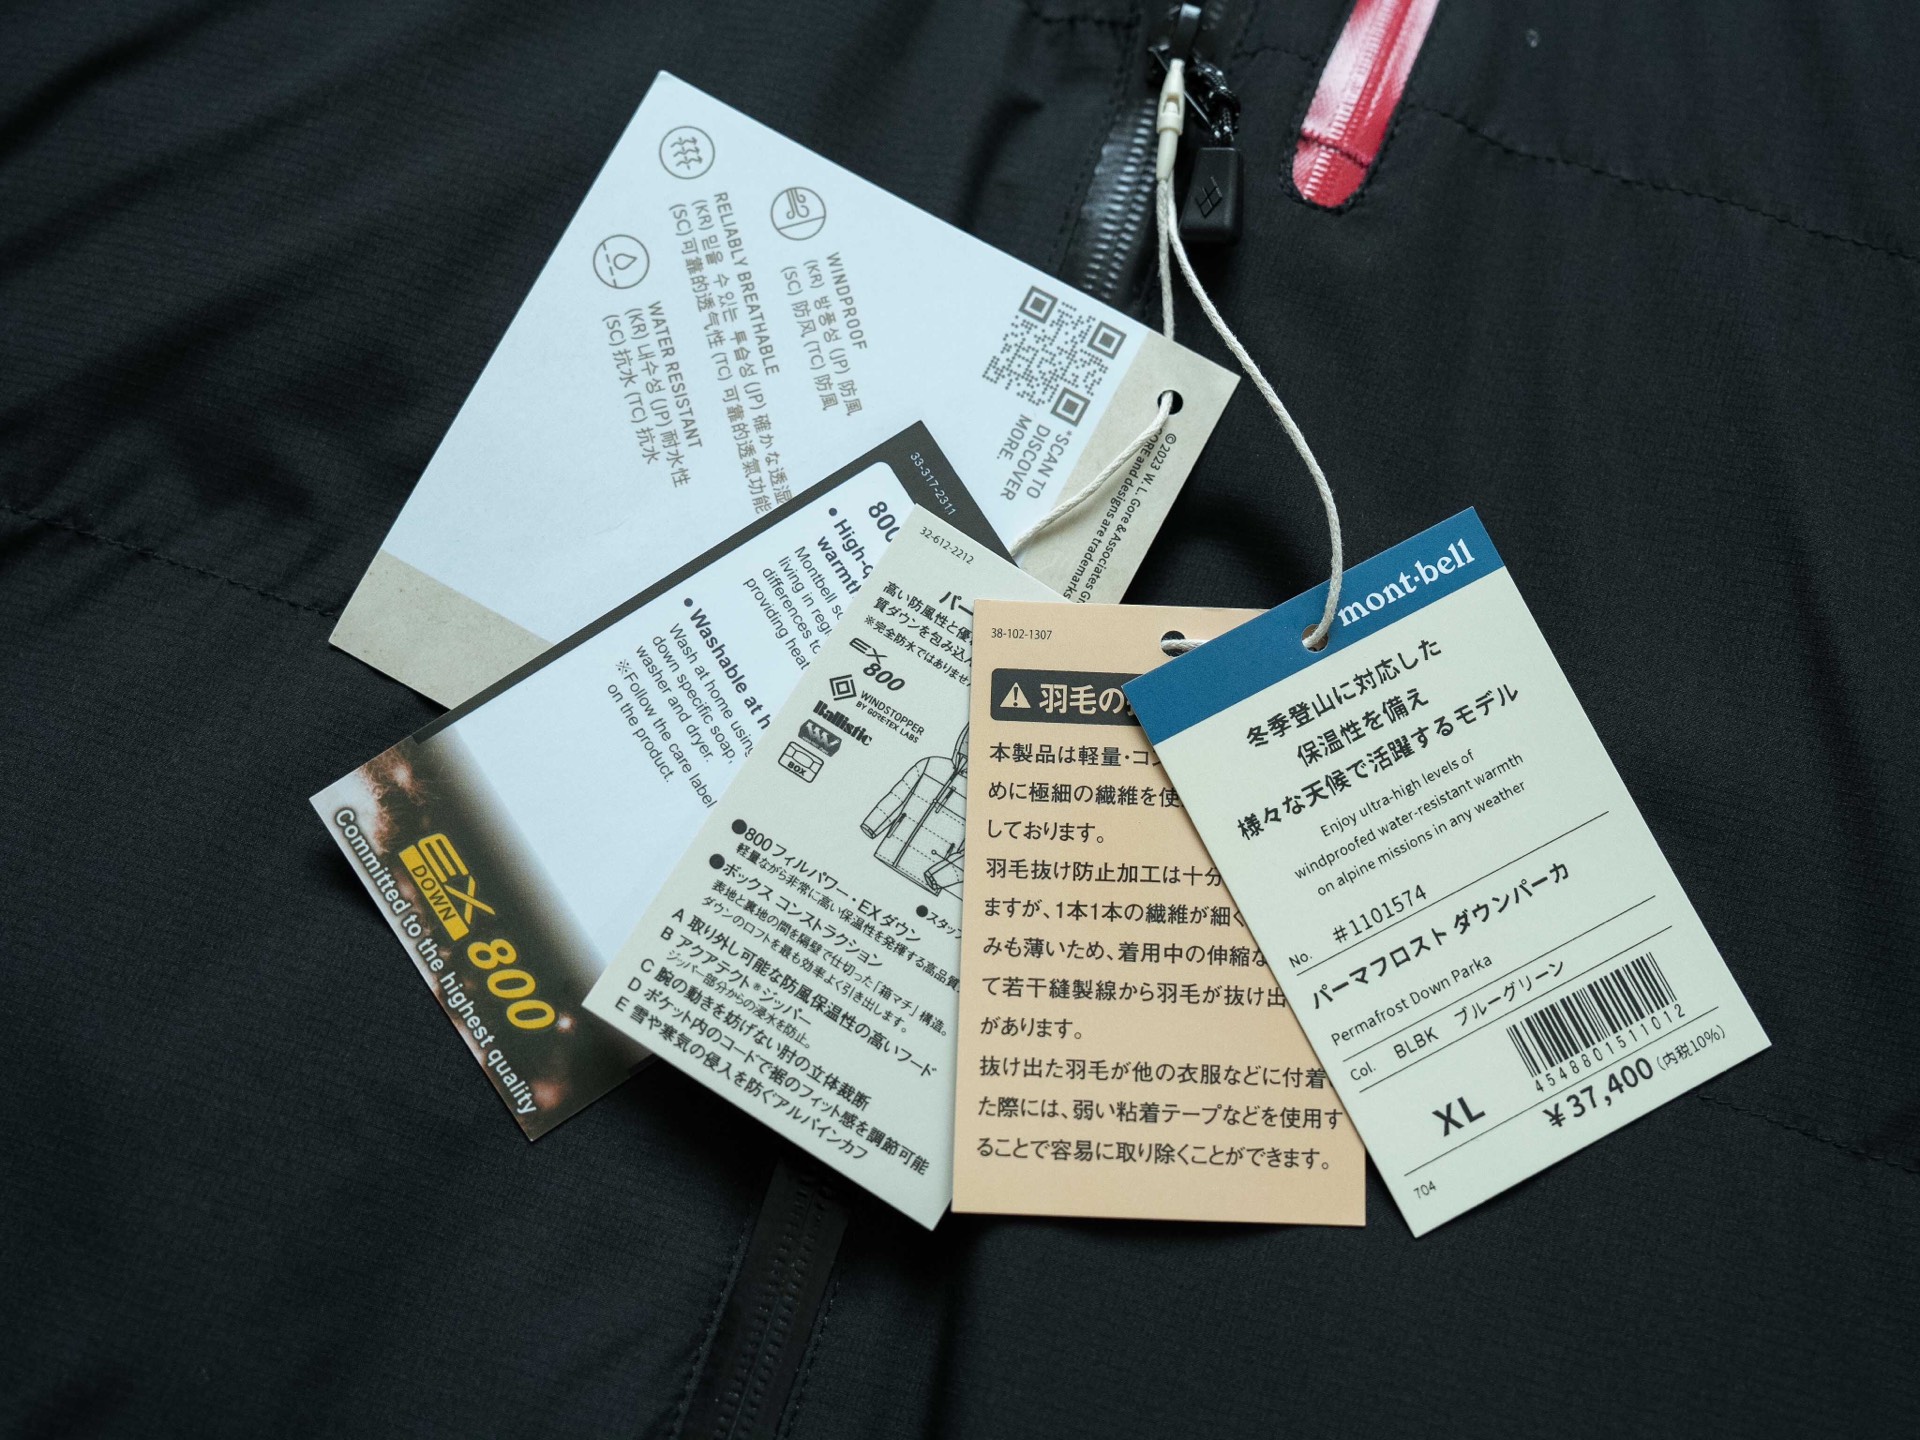 WINDPROOF
(KR) 방풍성 (JP) 防風
(SC) 防风 (TC) 防風
RELIABLY BREATHABLE
(KR) 믿을 수 있는 투습성 (JP) 確かな透湿
(SC) 可靠的透气性 (TC) 可靠的透氣功能
WATER RESISTANT
(KR) 내수성 (JP) 耐水性
(SC) 抗水 (TC) 抗水
*SCAN TO
DISCOVER
MORE.
©2023 W. L. Gore & Associates
GORE and designs are trademarks
33-317-2311
800
● High-q
warmth
Montbell
living in
differences to
providing heat
● Washable at h
Wash at home using
down specific soap,
washer and dryer.
※Follow the care label
on the product.
EX
DOWN
800
Committed to the highest quality
32-612-2212
パー
高い防風性と優
質ダウンを包み込
※完全防水ではありません
EX
800
WINDSTOPPER
BY GORE-TEX LABS
Ballistic
BOX
●スタッフ
●800フィルパワー・EXダウン
軽量ながら非常に高い保温性を発揮する高品質
●ボックス コンストラクション
表地と裏地の間を隔壁で仕切った「箱マチ」構造。
ダウンのロフトを最も効率よく引き出します。
A 取り外し可能な防風保温性の高いフード
B アクアテクト®ジッパー
ジッパー部分からの浸水を防止。
C 腕の動きを妨げない肘の立体裁断
D ポケット内のコードで裾のフィット感を調節可能
E 雪や寒気の侵入を防ぐアルパインカフ
38-102-1307
羽毛の
本製品は軽量・コン
めに極細の繊維を使
しております。
羽毛抜け防止加工は十分
ますが、1本1本の繊維が細く
みも薄いため、着用中の伸縮な
て若干縫製線から羽毛が抜け出
があります。
抜け出た羽毛が他の衣服などに付着
た際には、弱い粘着テープなどを使用す
ることで容易に取り除くことができます。
mont·bell
冬季登山に対応した
保温性を備え
様々な天候で活躍するモデル
Enjoy ultra-high levels of
windproofed water-resistant warmth
on alpine missions in any weather
No. #1101574
パーマフロスト ダウンパーカ
Permafrost Down Parka
Col. BLBK ブルーグリーン
4548801511012
XL ¥37,400 (内税10%)
704